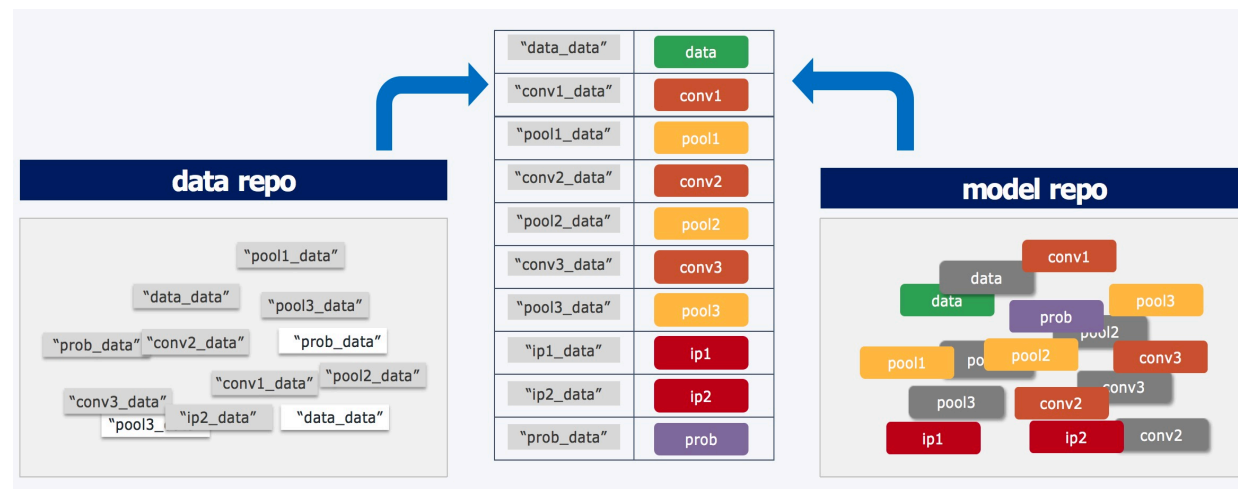 “data_data” data
“conv1_data” conv1
“pool1_data” pool1
“conv2_data” conv2
“pool2_data” pool2
“conv3_data” conv3
“pool3_data” pool3
“ip1_data” ip1
“ip2_data” ip2
“prob_data” prob
data repo
“pool1_data”
“data_data”
“pool3_data”
“prob_data”
“conv2_data”
“prob_data”
“conv1_data”
“pool2_data”
“conv3_data”
“ip2_data”
“data_data”
model repo
conv1
data
data
pool3
prob
pool2
pool1
pool2
conv3
conv3
pool3
conv2
ip1
ip2
conv2